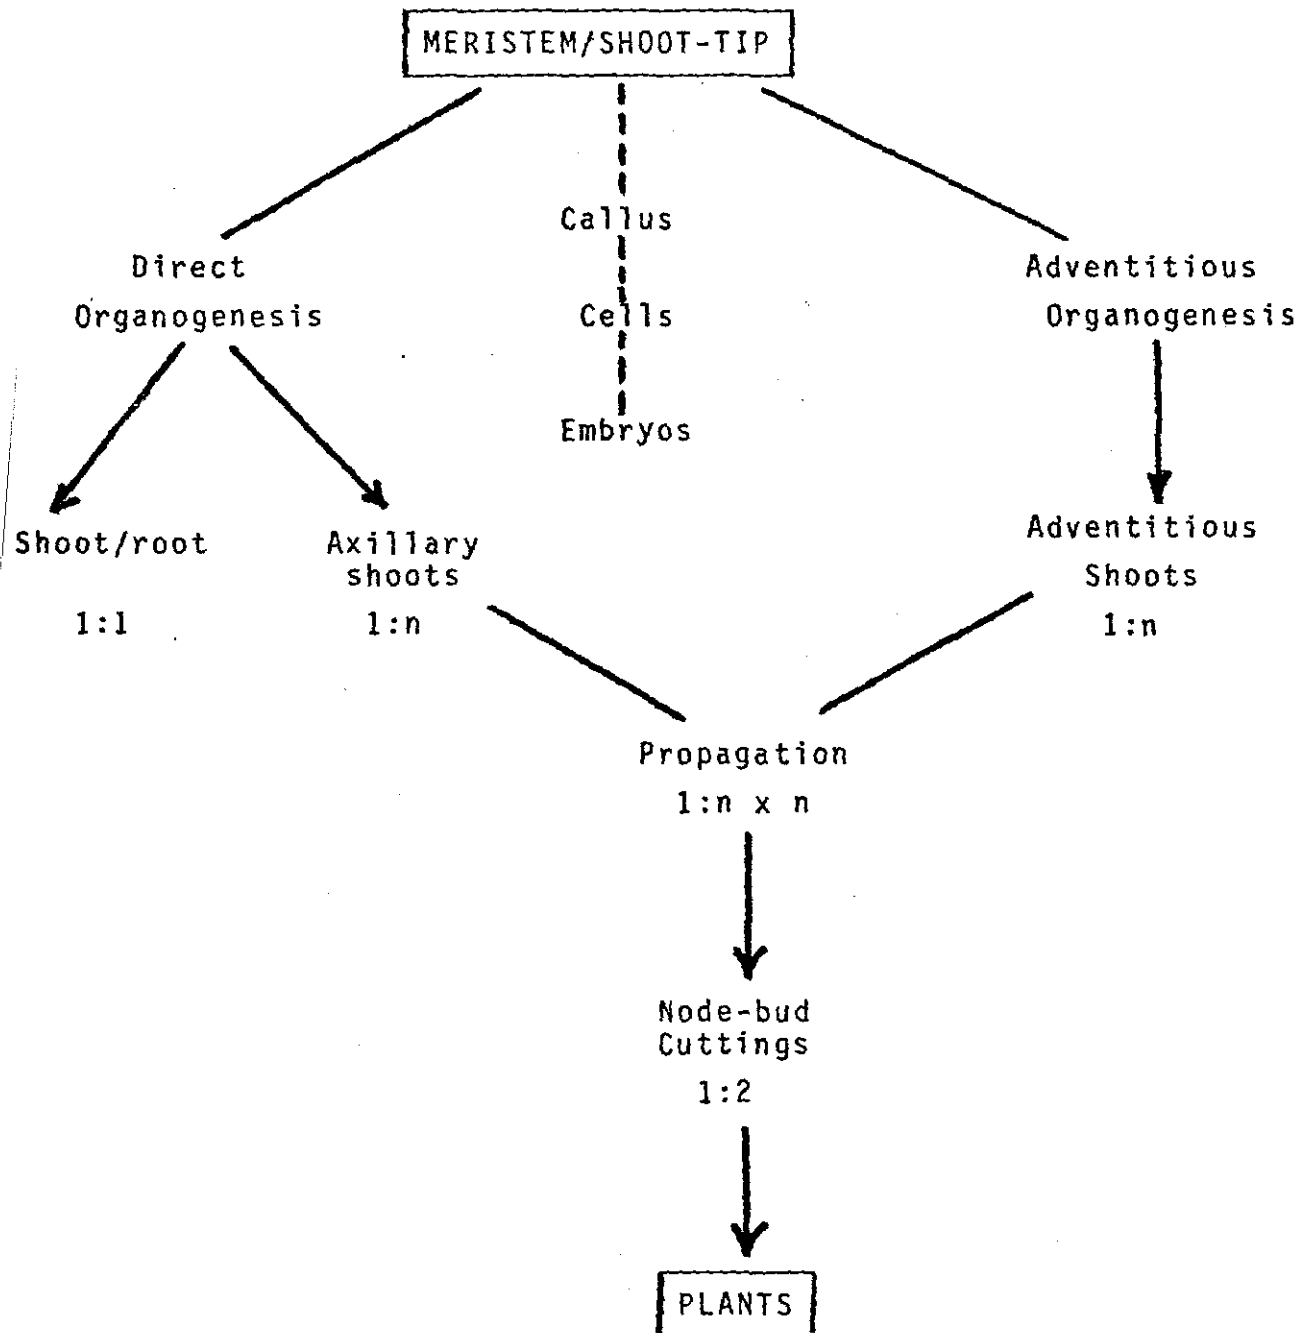 MERISTEM/SHOOT-TIP
Callus
Direct
Organogenesis
Cells
Adventitious
Organogenesis
Embryos
Shoot/root
1:1
Axillary
shoots
1:n
Adventitious
Shoots
1:n
Propagation
1:n x n
Node-bud
Cuttings
1:2
PLANTS